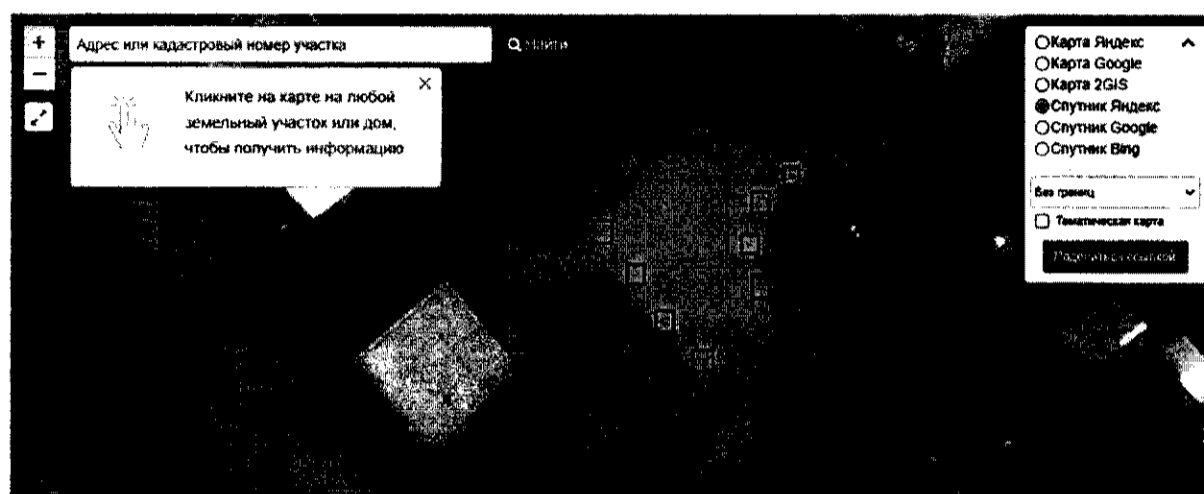 +
Адрес или кадастровый номер участка
Найти
−
Кликните на карте на любой
земельный участок или дом,
чтобы получить информацию
Карта Яндекс
Карта Google
Карта 2GIS
Спутник Яндекс
Спутник Google
Спутник Bing
Без границ
Тематическая карта
Поделиться ссылкой